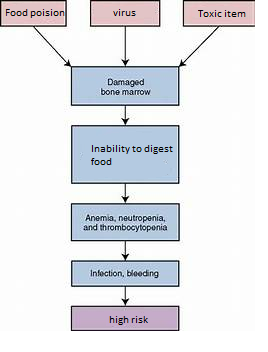 Food poision
virus
Toxic item
Damaged
bone marrow
Inability to digest
food
Anemia, neutropenia,
and thrombocytopenia
Infection, bleeding
high risk